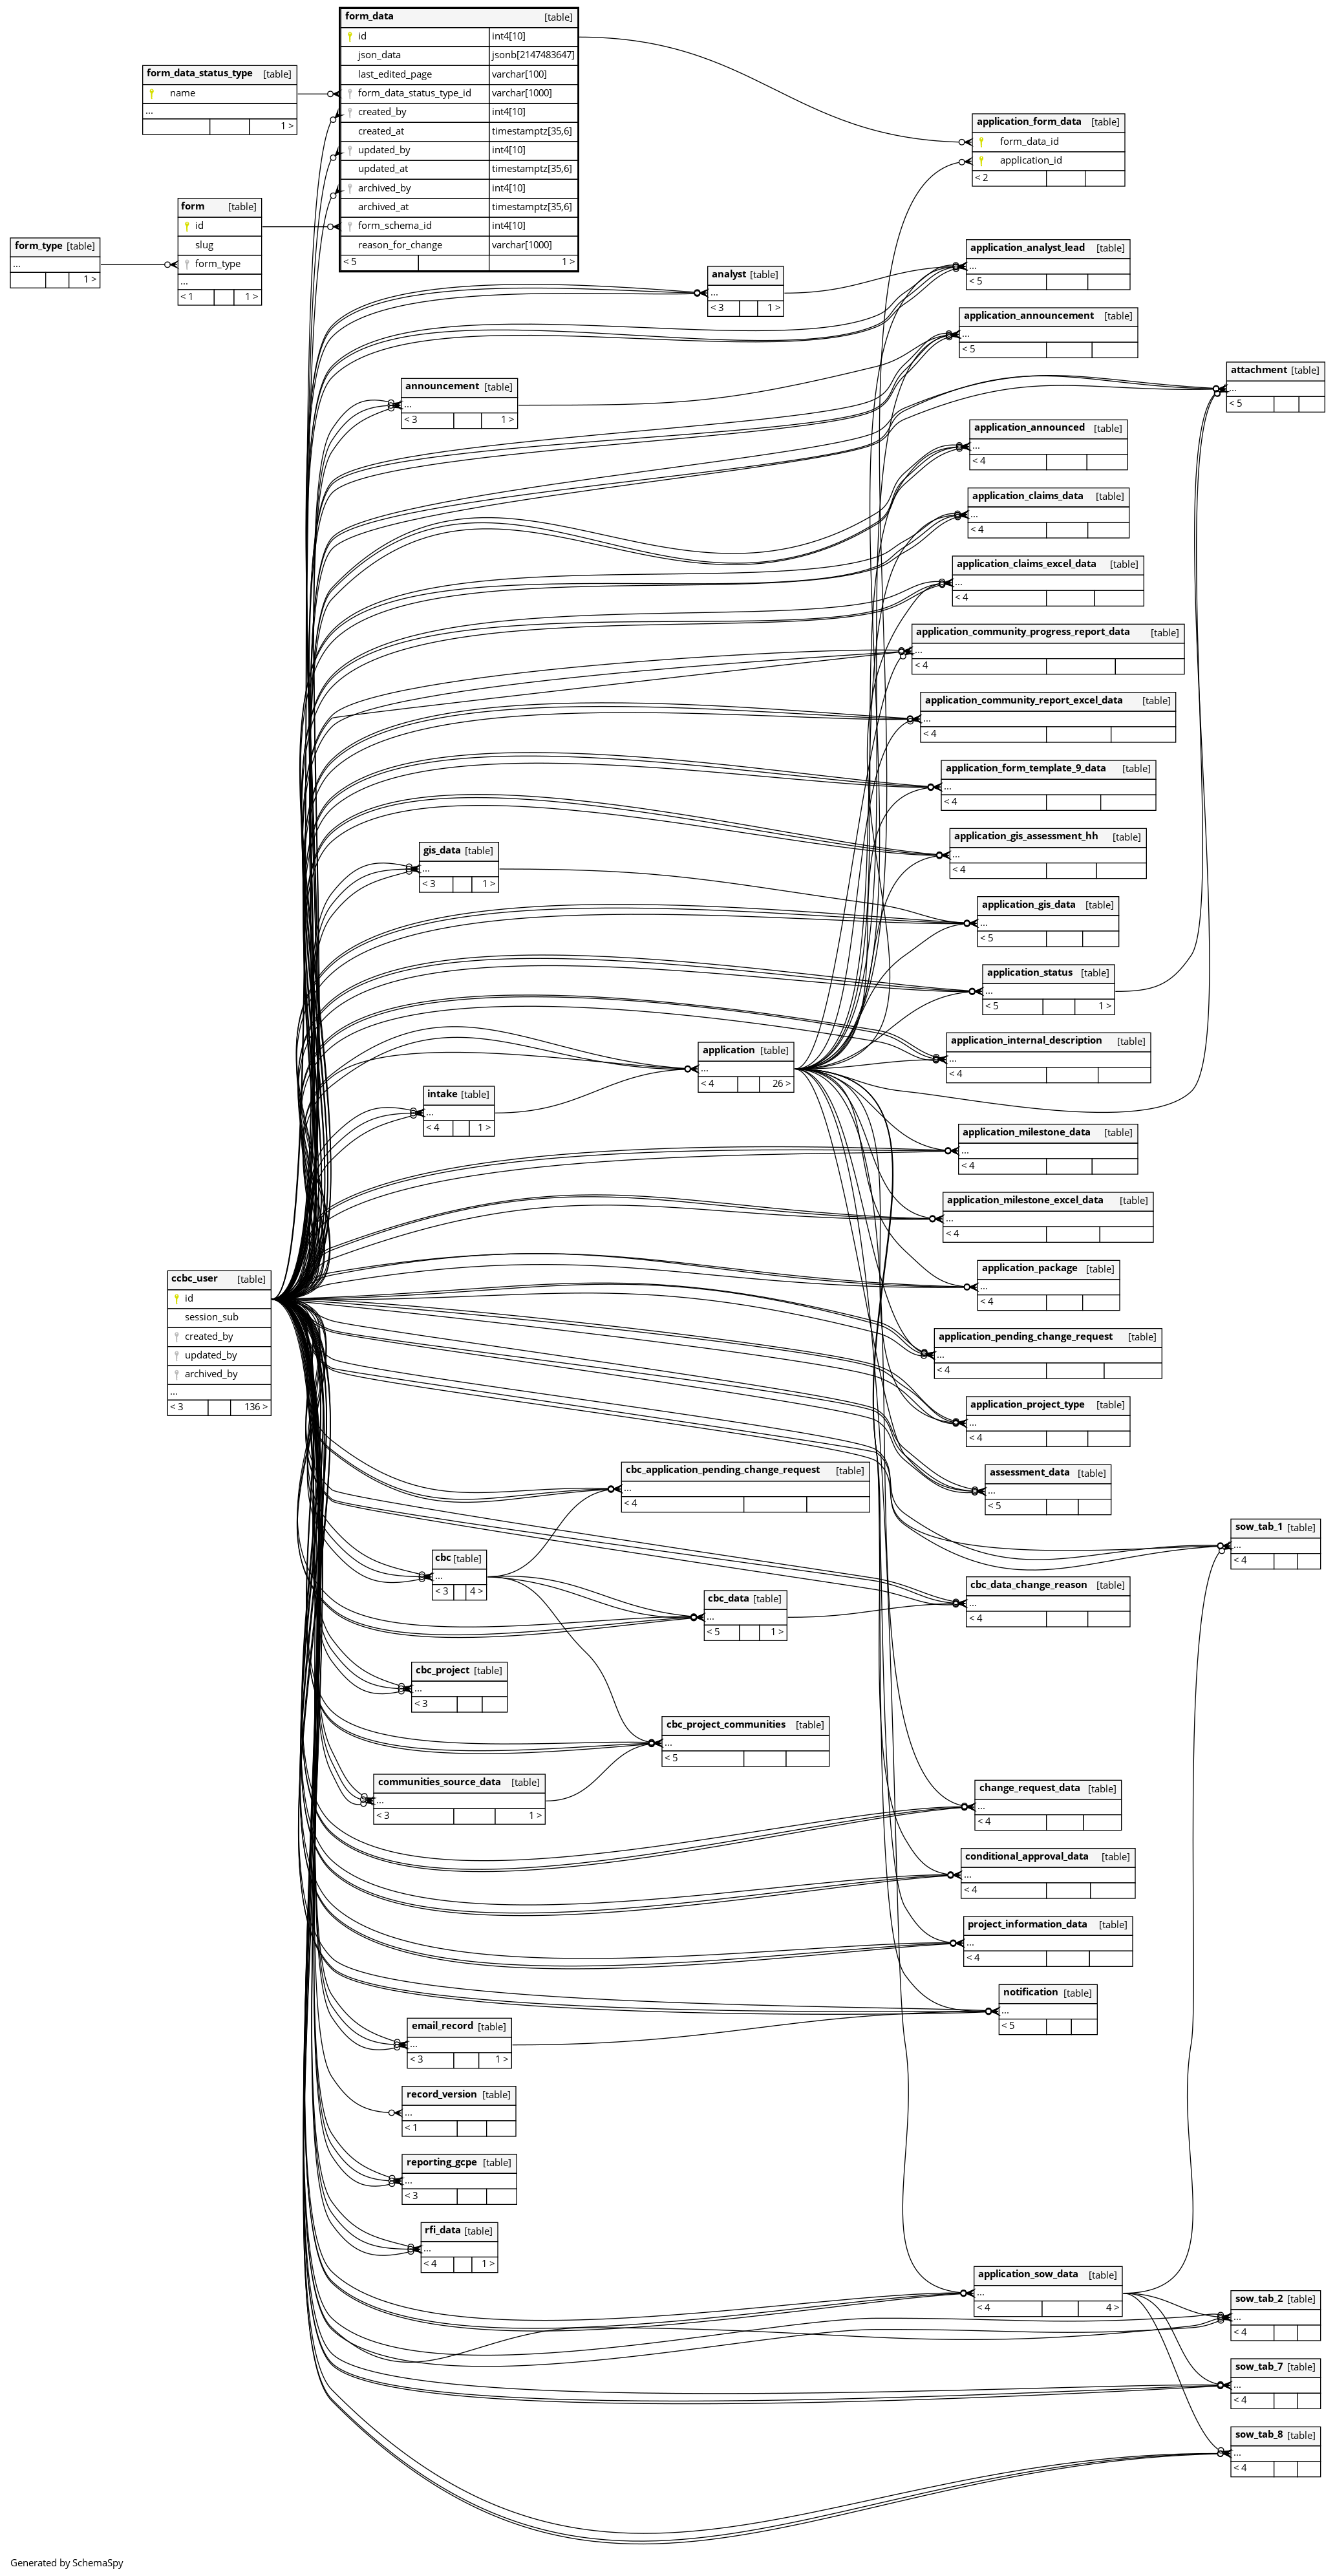 form_data [table]
id int4[10]
json_data jsonb[2147483647]
last_edited_page varchar[100]
form_data_status_type_id varchar[1000]
created_by int4[10]
created_at timestamptz[35,6]
updated_by int4[10]
updated_at timestamptz[35,6]
archived_by int4[10]
archived_at timestamptz[35,6]
form_schema_id int4[10]
reason_for_change varchar[1000]
< 5 1 >
form_data_status_type [table]
name
...
1 >
application_form_data [table]
form_data_id
application_id
< 2
form [table]
id
slug
form_type
...
< 1 1 >
form_type [table]
...
1 >
application_analyst_lead [table]
...
< 5
analyst [table]
...
< 3 1 >
application_announcement [table]
...
< 5
attachment [table]
...
< 5
announcement [table]
...
< 3 1 >
application_announced [table]
...
< 4
application_claims_data [table]
...
< 4
application_claims_excel_data [table]
...
< 4
application_community_progress_report_data [table]
...
< 4
application_community_report_excel_data [table]
...
< 4
application_form_template_9_data [table]
...
< 4
application_gis_assessment_hh [table]
...
< 4
gis_data [table]
...
< 3 1 >
application_gis_data [table]
...
< 5
application_status [table]
...
< 5 1 >
application_internal_description [table]
...
< 4
application [table]
...
< 4 26 >
intake [table]
...
< 4 1 >
application_milestone_data [table]
...
< 4
application_milestone_excel_data [table]
...
< 4
application_package [table]
...
< 4
ccbc_user [table]
id
session_sub
created_by
updated_by
archived_by
...
< 3 136 >
application_pending_change_request [table]
...
< 4
application_project_type [table]
...
< 4
cbc_application_pending_change_request [table]
...
< 4
assessment_data [table]
...
< 5
sow_tab_1 [table]
...
< 4
cbc [table]
...
< 3 4 >
cbc_data_change_reason [table]
...
< 4
cbc_data [table]
...
< 5 1 >
cbc_project [table]
...
< 3
cbc_project_communities [table]
...
< 5
communities_source_data [table]
...
< 3 1 >
change_request_data [table]
...
< 4
conditional_approval_data [table]
...
< 4
project_information_data [table]
...
< 4
notification [table]
...
< 5
email_record [table]
...
< 3 1 >
record_version [table]
...
< 1
reporting_gcpe [table]
...
< 3
rfi_data [table]
...
< 4 1 >
application_sow_data [table]
...
< 4 4 >
sow_tab_2 [table]
...
< 4
sow_tab_7 [table]
...
< 4
sow_tab_8 [table]
...
< 4
Generated by SchemaSpy